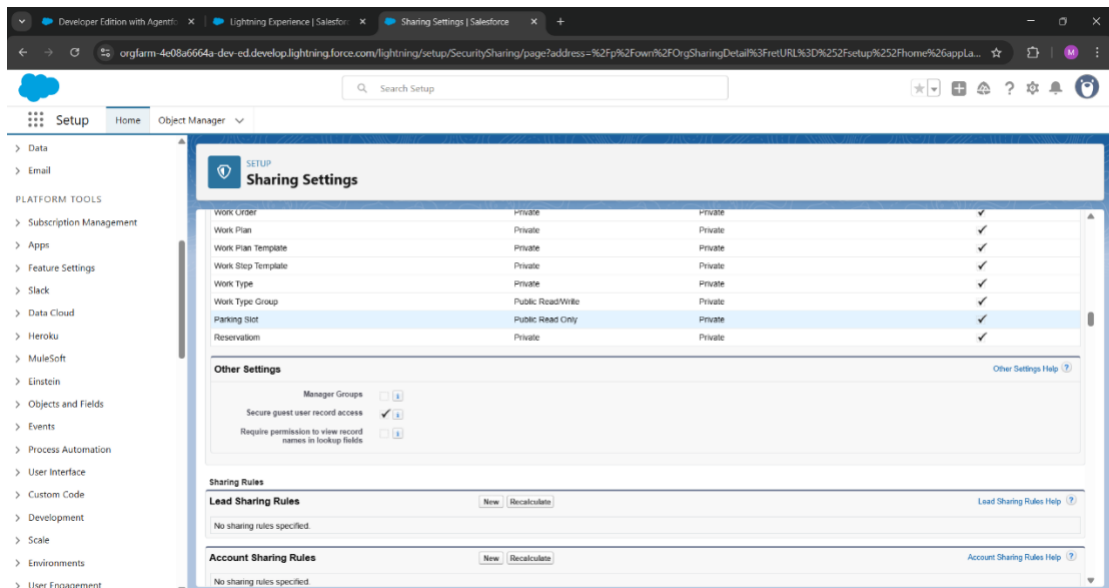 Developer Edition with Agentfo
Lightning Experience | Salesforc
Sharing Settings | Salesforce
orgfarm-4e08a6664a-dev-ed.develop.lightning.force.com/lightning/setup/SecuritySharing/page?address=%2Fp%2Fown%2FOrgSharingDetail%3FretURL%3D%252Fsetup%252Fhome%26appLa...
M
Search Setup
Setup
Home
Object Manager
Data
Email
PLATFORM TOOLS
Subscription Management
Apps
Feature Settings
Slack
Data Cloud
Heroku
MuleSoft
Einstein
Objects and Fields
Events
Process Automation
User Interface
Custom Code
Development
Scale
Environments
User Engagement
SETUP
Sharing Settings
Work Order Private Private
Work Plan Private Private
Work Plan Template Private Private
Work Step Template Private Private
Work Type Private Private
Work Type Group Public Read/Write Private
Parking Slot Public Read Only Private
Reservatiom Private Private
Other Settings
Other Settings Help ?
Manager Groups i
Secure guest user record access i
Require permission to view record
names in lookup fields i
Sharing Rules
Lead Sharing Rules New Recalculate Lead Sharing Rules Help ?
No sharing rules specified.
Account Sharing Rules New Recalculate Account Sharing Rules Help ?
No sharing rules specified.